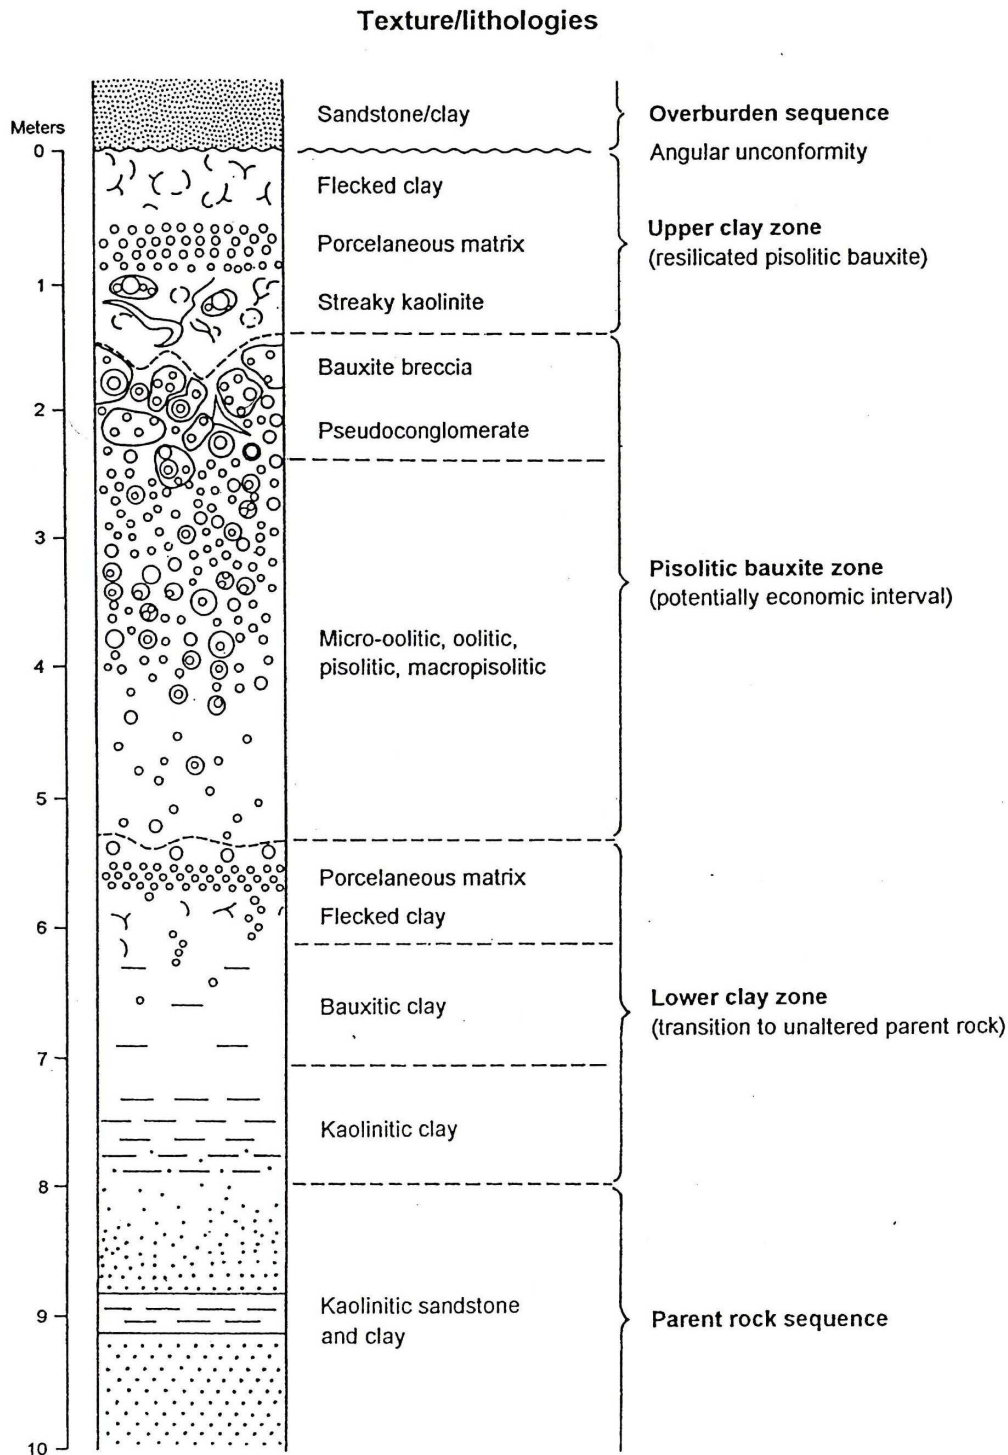 Texture/lithologies
Meters
0
1
2
3
4
5
6
7
8
9
10
Sandstone/clay
Flecked clay
Porcelaneous matrix
Streaky kaolinite
Bauxite breccia
Pseudoconglomerate
Micro-oolitic, oolitic,
pisolitic, macropisolitic
Porcelaneous matrix
Flecked clay
Bauxitic clay
Kaolinitic clay
Kaolinitic sandstone
and clay
Overburden sequence
Angular unconformity
Upper clay zone
(resilicated pisolitic bauxite)
Pisolitic bauxite zone
(potentially economic interval)
Lower clay zone
(transition to unaltered parent rock)
Parent rock sequence